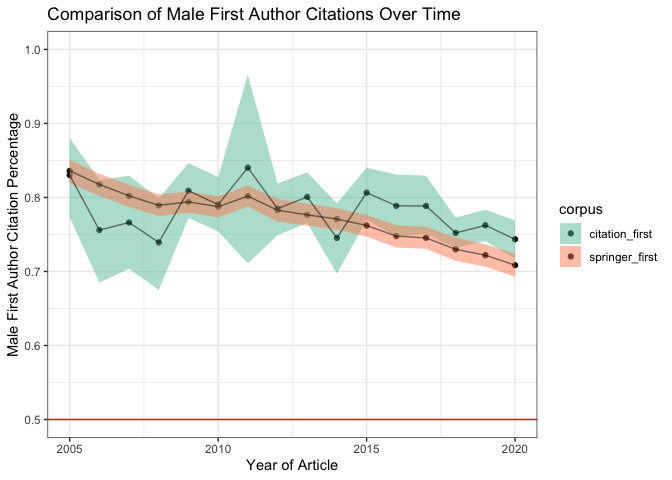 Comparison of Male First Author Citations Over Time
Male First Author Citation Percentage
1.0
0.9
0.8
0.7
0.6
0.5
2005
2010
2015
2020
Year of Article
corpus
citation_first
springer_first